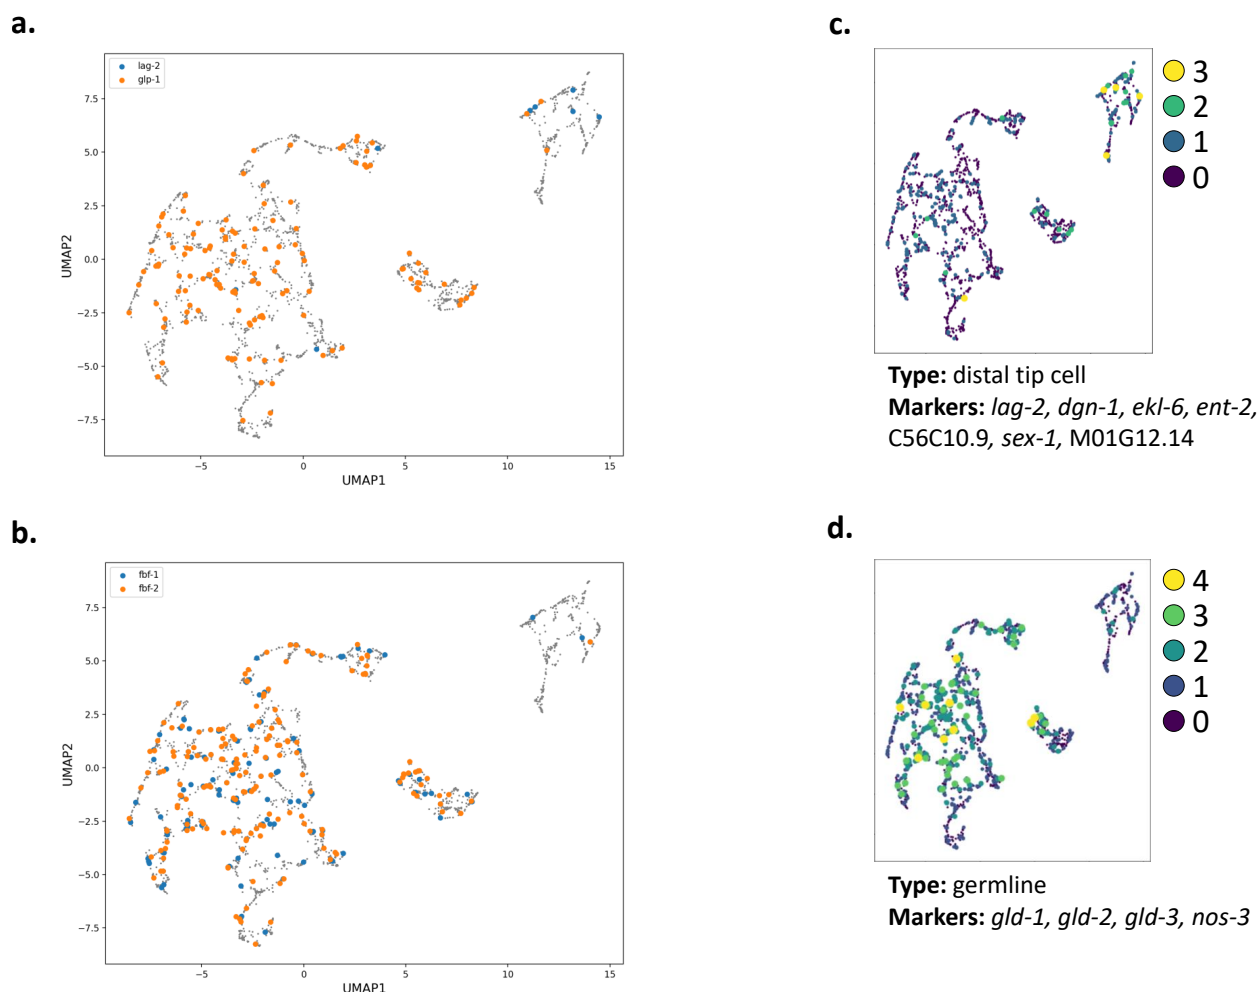 a.
lag-2
glp-1
7.5
5.0
2.5
0.0
−2.5
−5.0
−7.5
UMAP2
−5 0 5 10 15
UMAP1
b.
fbf-1
fbf-2
7.5
5.0
2.5
0.0
−2.5
−5.0
−7.5
UMAP2
−5 0 5 10 15
UMAP1
c.
3
2
1
0
Type: distal tip cell
Markers: lag-2, dgn-1, ekl-6, ent-2,
C56C10.9, sex-1, M01G12.14
d.
4
3
2
1
0
Type: germline
Markers: gld-1, gld-2, gld-3, nos-3